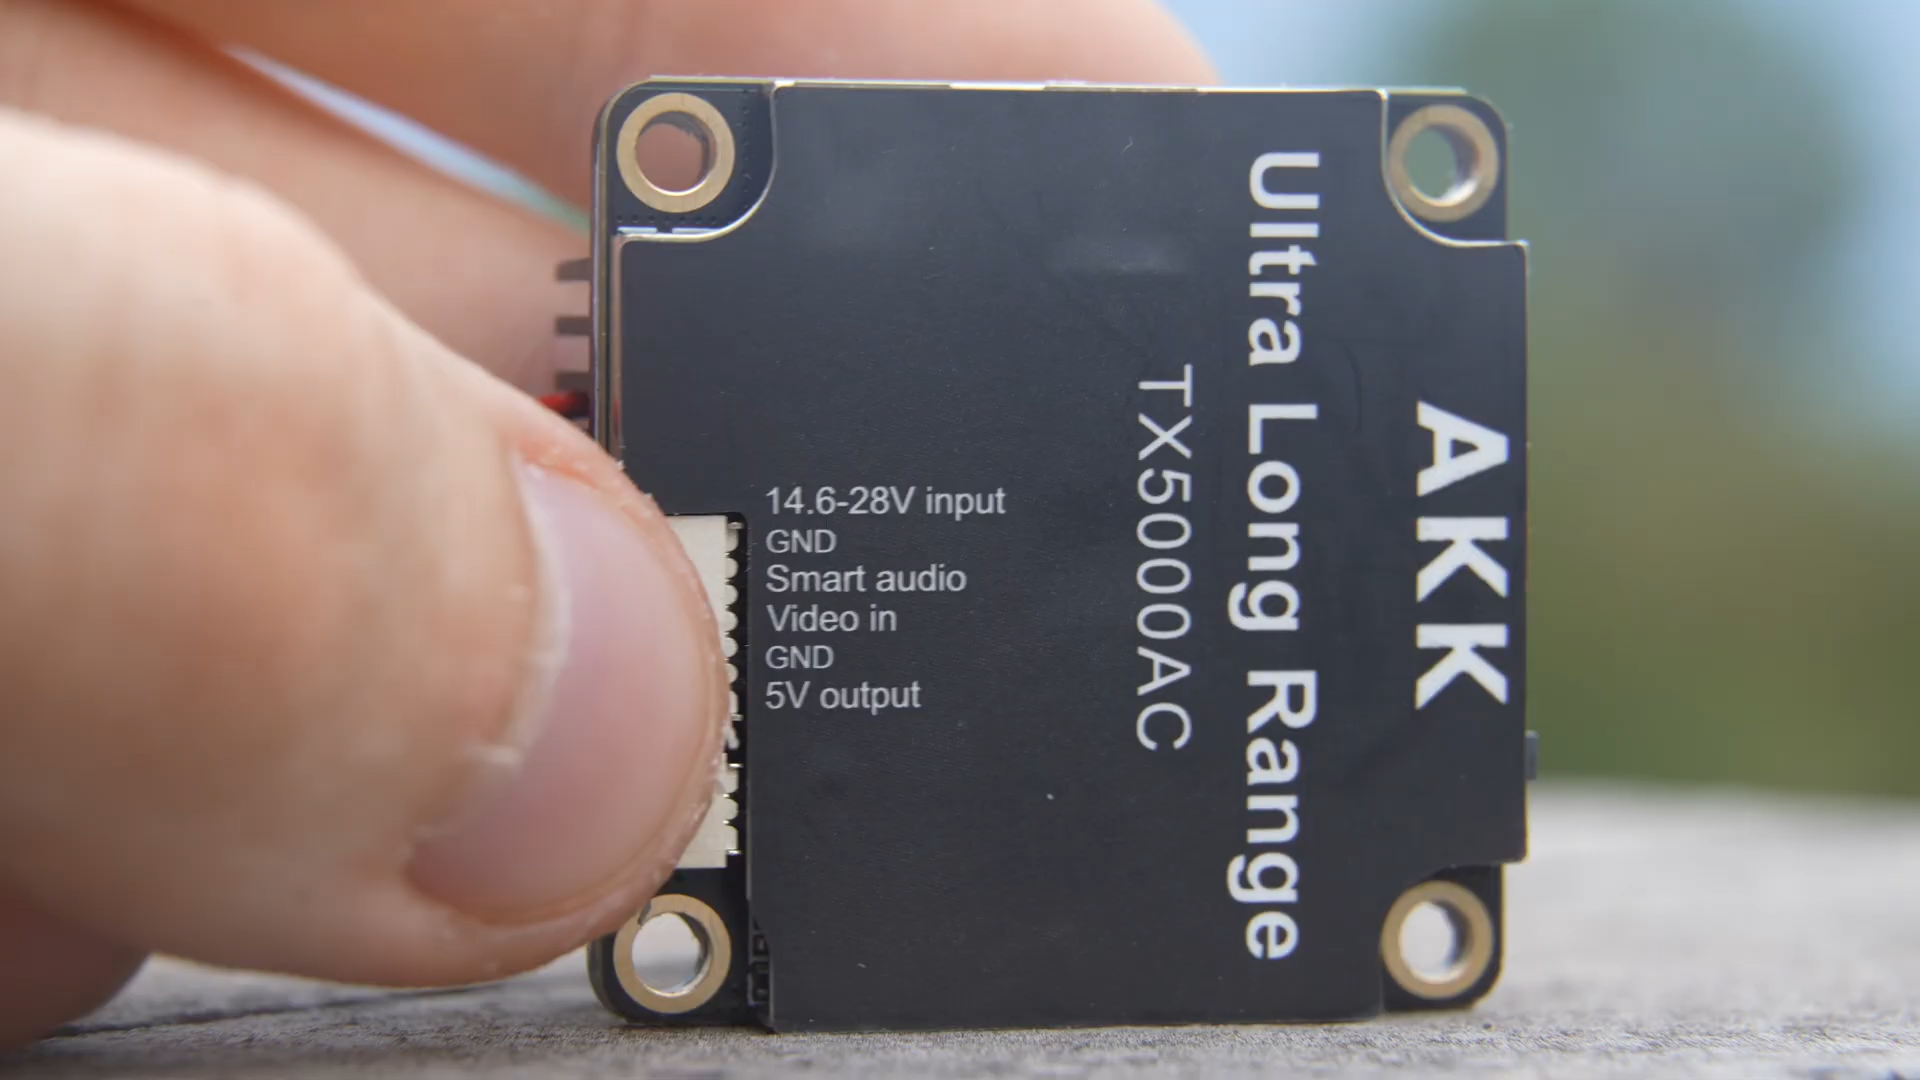 AKK
Ultra Long Range
TX5000AC
14.6-28V input
GND
Smart audio
Video in
GND
5V output